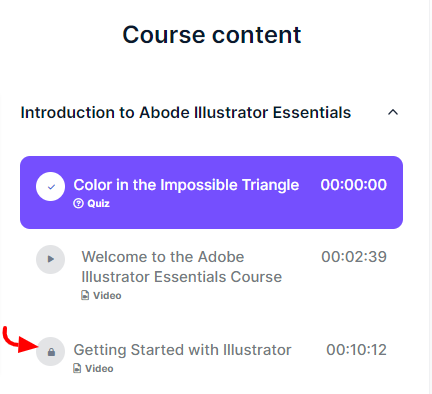 Course content
Introduction to Abode Illustrator Essentials
Color in the Impossible Triangle 00:00:00
Quiz
Welcome to the Adobe 00:02:39
Illustrator Essentials Course
Video
Getting Started with Illustrator 00:10:12
Video